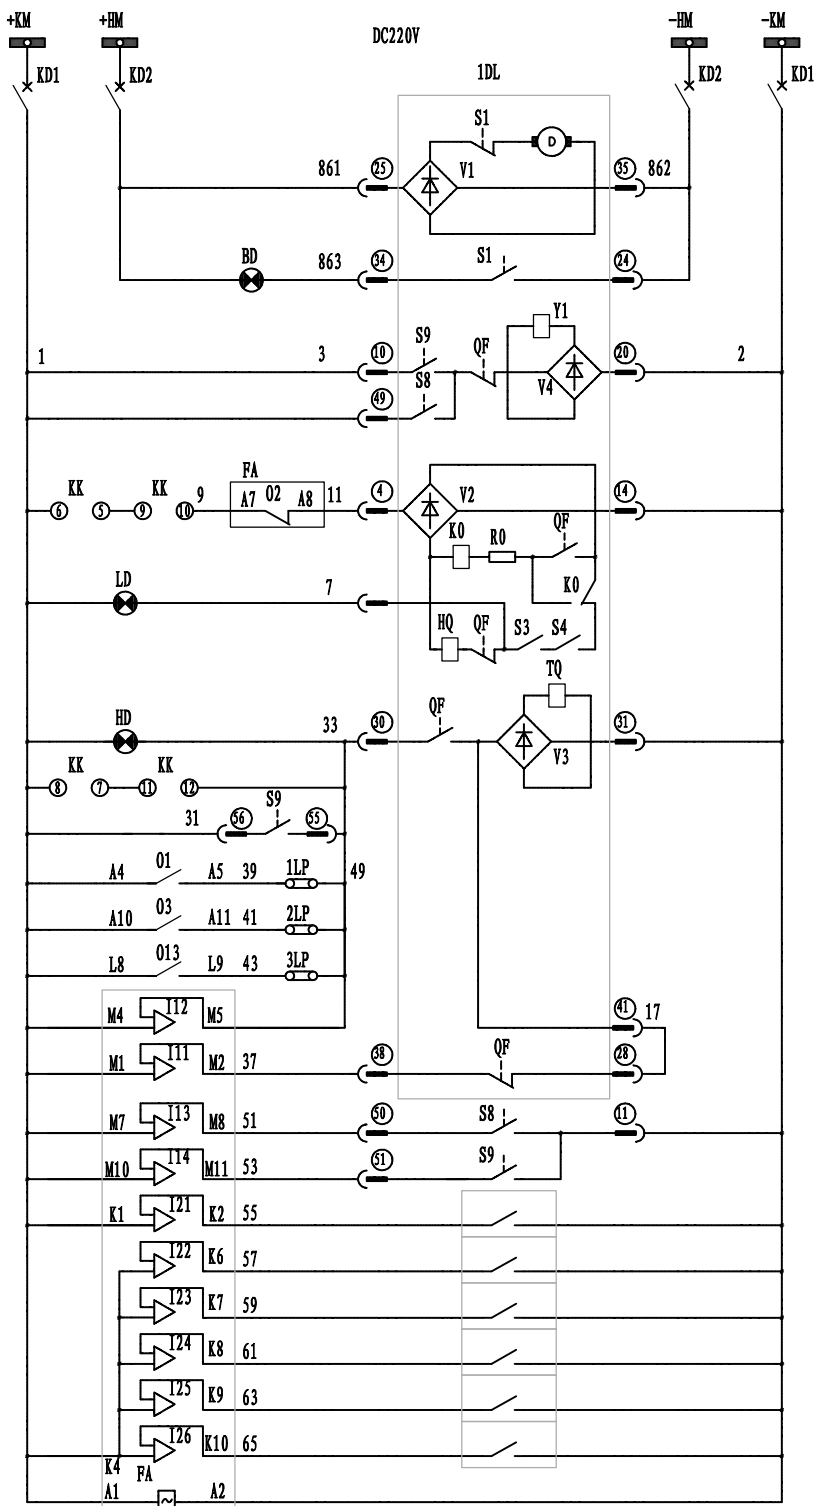 +KM +HM DC220V -HM -KM
KD1 KD2 1DL KD2 KD1
S1
D
861 25 V1 35 862
BD 863 34 S1 24
Y1
1 3 10 S9 QF 20 2
49 S8 V4
FA
KK KK 9 A7 O2 A8 11 4 V2 14
6 5 9 10
K0 R0 QF
LD 7 K0
HQ QF S3 S4
TQ
HD 33 30 QF 31
V3
KK KK
8 7 11 12
31 56 S9 55
A4 O1 A5 39 1LP 49
A10 O3 A11 41 2LP
L8 O13 L9 43 3LP
M4 I12 M5 41 17
M1 I11 M2 37 38 QF 28
M7 I13 M8 51 50 S8 11
M10 I14 M11 53 51 S9
K1 I21 K2 55
I22 K6 57
I23 K7 59
I24 K8 61
I25 K9 63
I26 K10 65
K4
FA
A1 ~ A2